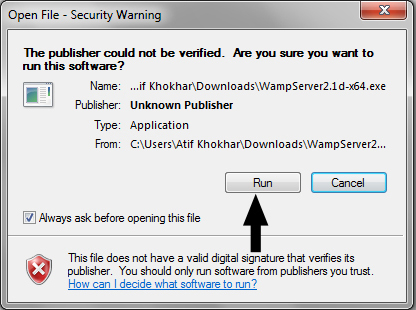 Open File - Security Warning
The publisher could not be verified. Are you sure you want to
run this software?
Name: ...if Khokhar\Downloads\WampServer2.1d-x64.exe
Publisher: Unknown Publisher
Type: Application
From: C:\Users\Atif Khokhar\Downloads\WampServer2...
Run Cancel
Always ask before opening this file
This file does not have a valid digital signature that verifies its
publisher. You should only run software from publishers you trust.
How can I decide what software to run?